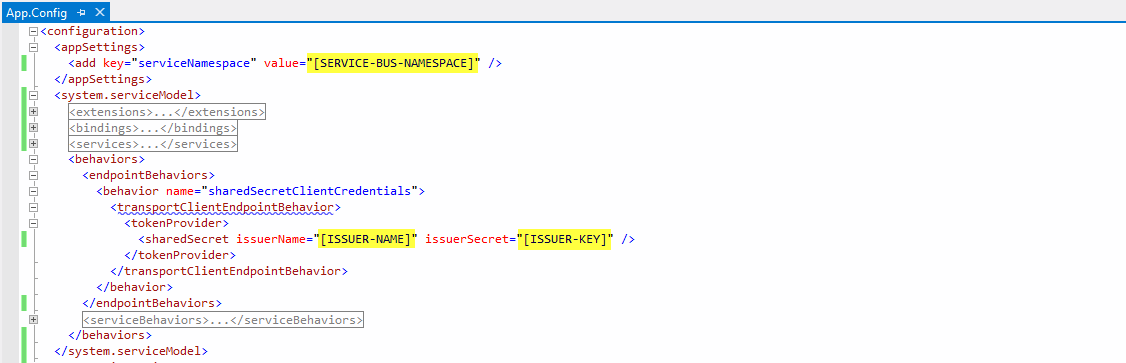 App.Config
<configuration>
<appSettings>
<add key="serviceNamespace" value="[SERVICE-BUS-NAMESPACE]" />
</appSettings>
<system.serviceModel>
<extensions>...</extensions>
<bindings>...</bindings>
<services>...</services>
<behaviors>
<endpointBehaviors>
<behavior name="sharedSecretClientCredentials">
<transportClientEndpointBehavior>
<tokenProvider>
<sharedSecret issuerName="[ISSUER-NAME]" issuerSecret="[ISSUER-KEY]" />
</tokenProvider>
</transportClientEndpointBehavior>
</behavior>
</endpointBehaviors>
<serviceBehaviors>...</serviceBehaviors>
</behaviors>
</system.serviceModel>